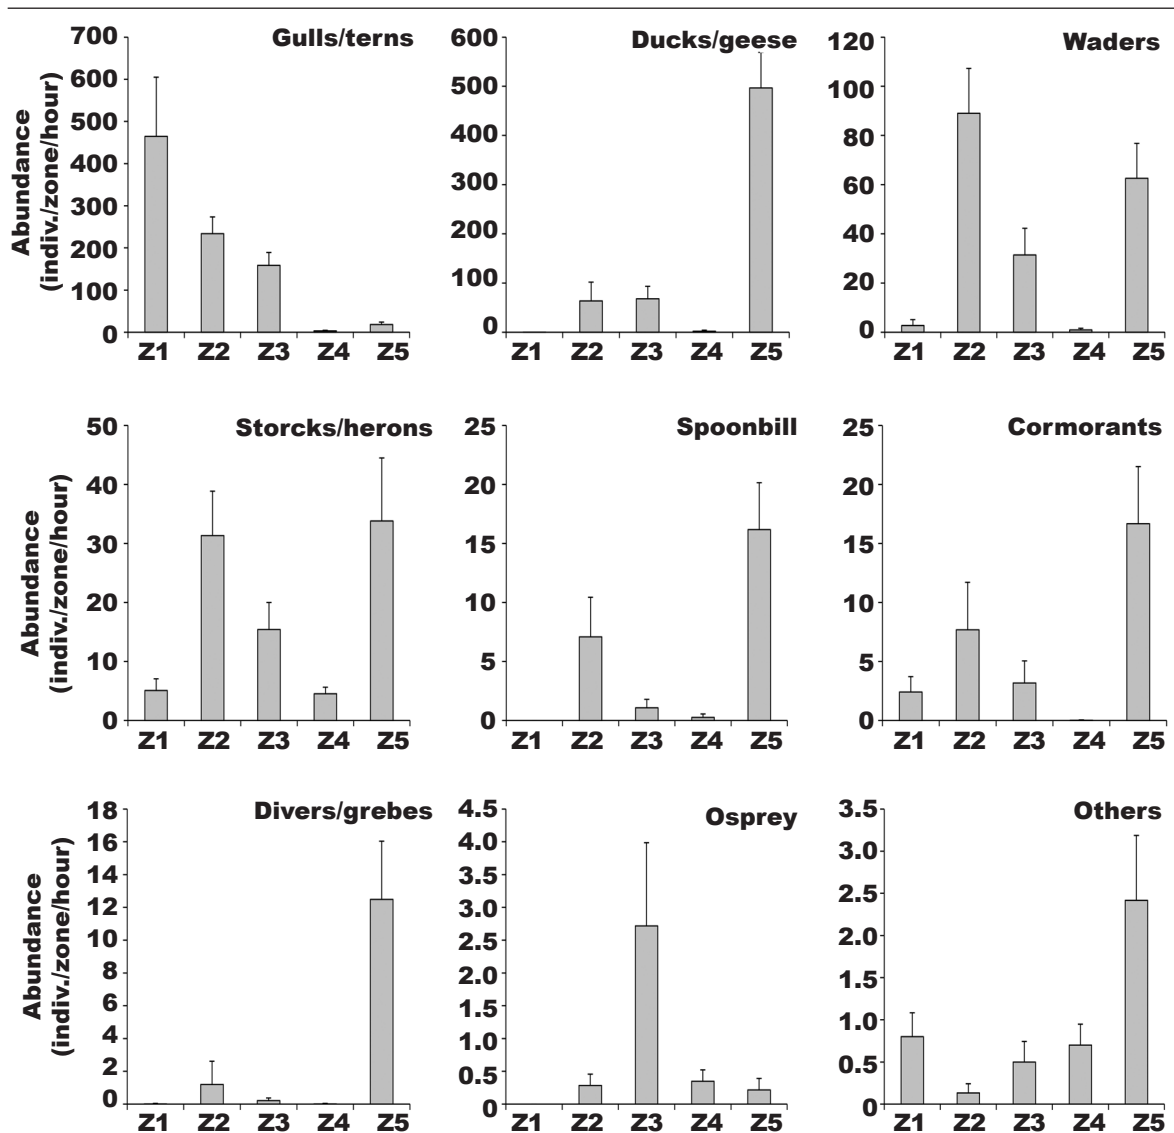 Gulls/terns
Abundance
(indiv./zone/hour)
700
600
500
400
300
200
100
0
Z1 Z2 Z3 Z4 Z5
Ducks/geese
600
500
400
300
200
100
0
Z1 Z2 Z3 Z4 Z5
Waders
120
100
80
60
40
20
0
Z1 Z2 Z3 Z4 Z5
Storcks/herons
Abundance
(indiv./zone/hour)
50
40
30
20
10
0
Z1 Z2 Z3 Z4 Z5
Spoonbill
25
20
15
10
5
0
Z1 Z2 Z3 Z4 Z5
Cormorants
25
20
15
10
5
0
Z1 Z2 Z3 Z4 Z5
Divers/grebes
Abundance
(indiv./zone/hour)
18
16
14
12
10
8
6
4
2
0
Z1 Z2 Z3 Z4 Z5
Osprey
4.5
4.0
3.5
3.0
2.5
2.0
1.5
1.0
0.5
0
Z1 Z2 Z3 Z4 Z5
Others
3.5
3.0
2.5
2.0
1.5
1.0
0.5
0
Z1 Z2 Z3 Z4 Z5